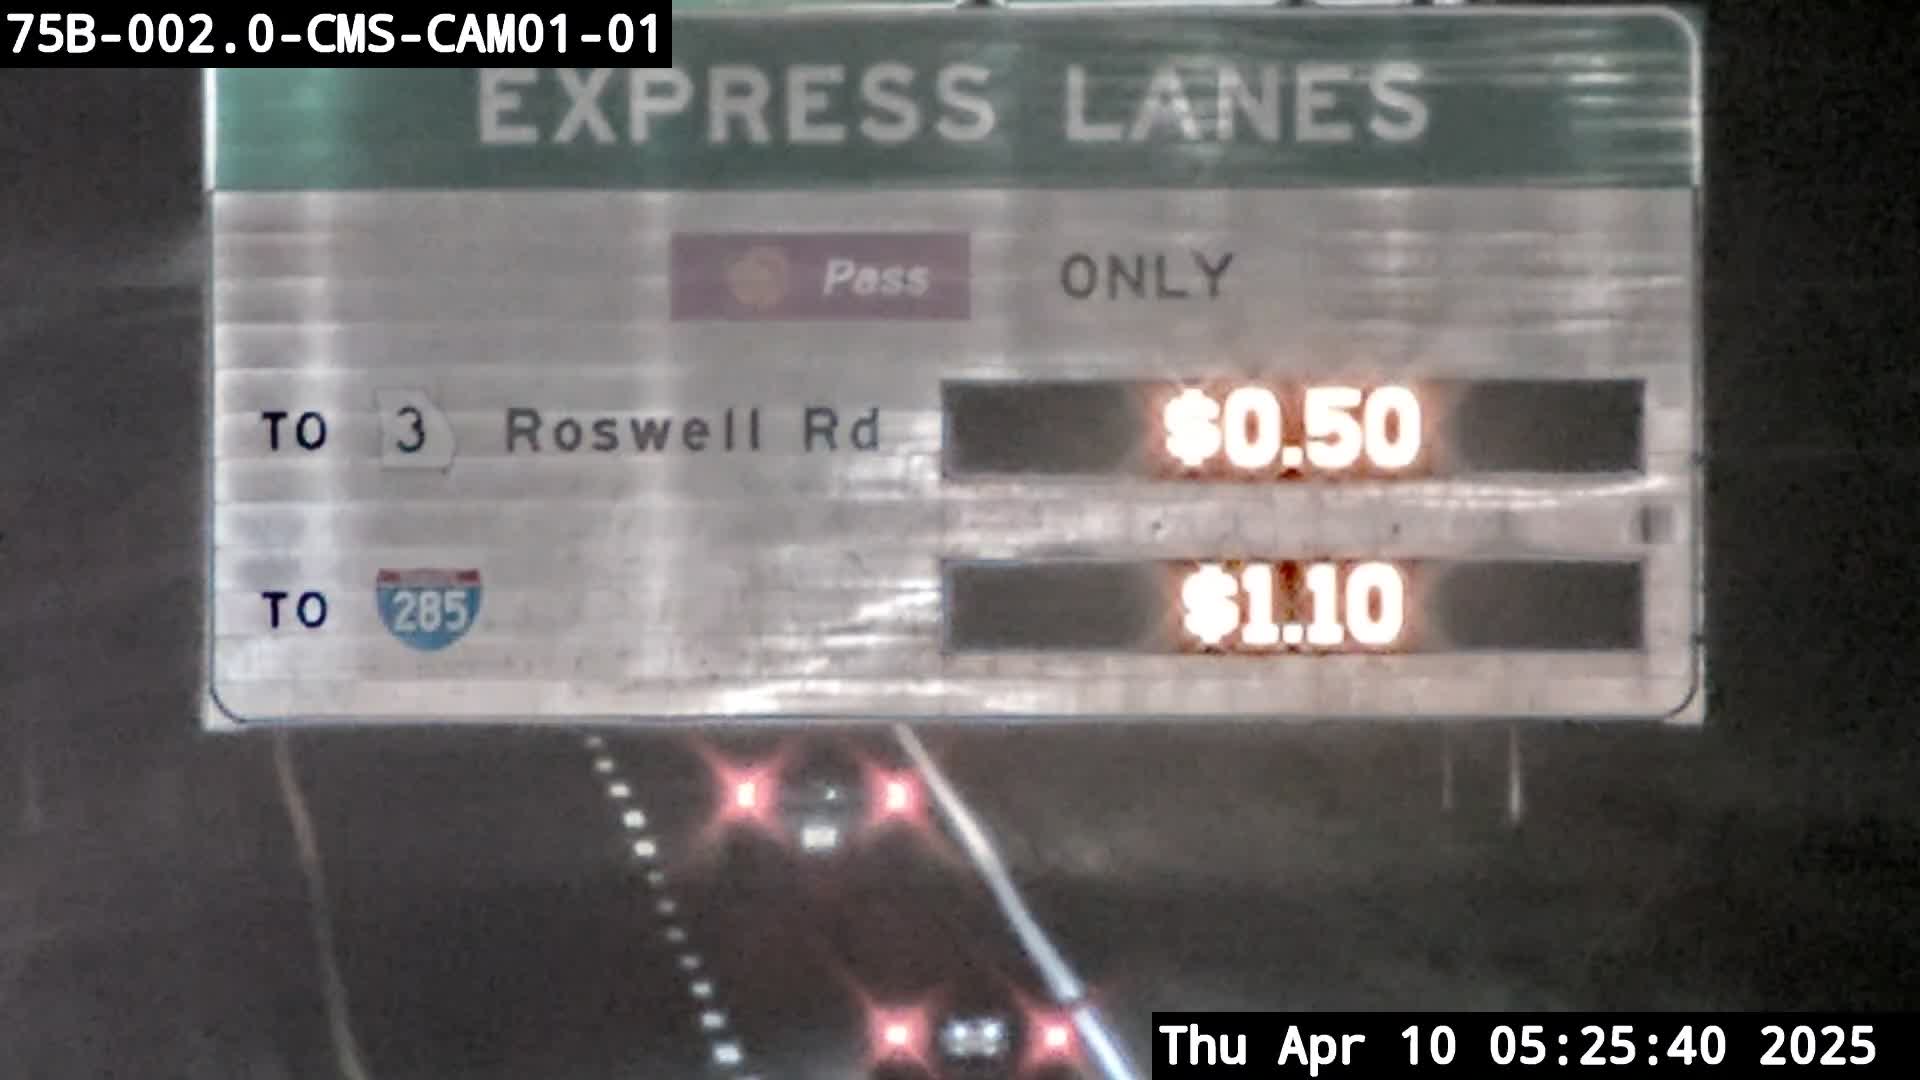 75B-002.0-CMS-CAM01-01
EXPRESS LANES
Pass ONLY
TO 3 Roswell Rd $0.50
TO 285 $1.10
Thu Apr 10 05:25:40 2025